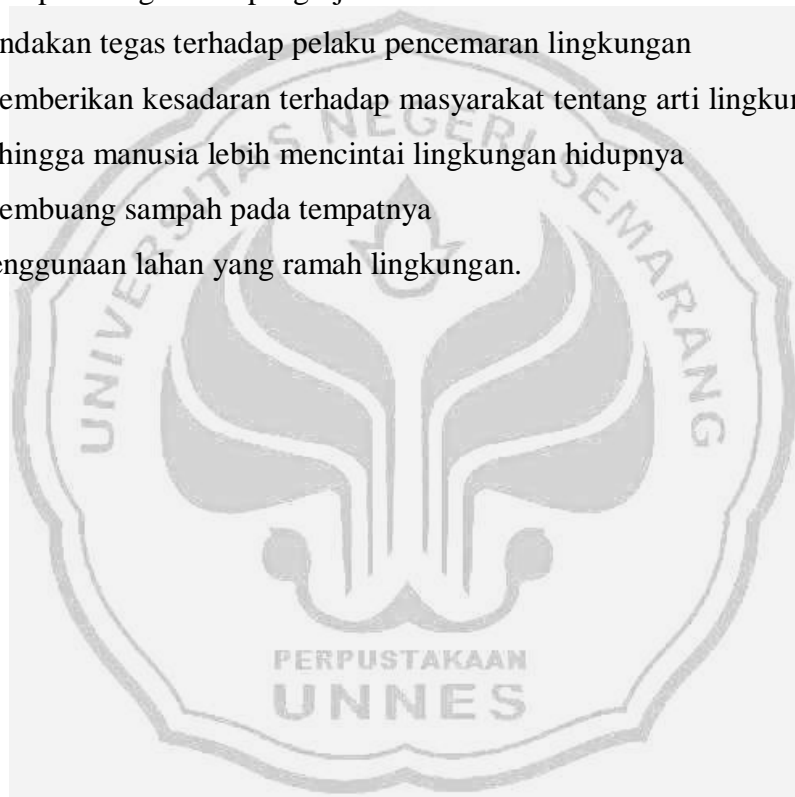 ndakan tegas terhadap pelaku pencemaran lingkungan
emberikan kesadaran terhadap masyarakat tentang arti lingku
hingga manusia lebih mencintai lingkungan hidupnya
embuang sampah pada tempatnya
enggunaan lahan yang ramah lingkungan.
UNIVERSITAS NEGERI SEMARANG
PERPUSTAKAAN
UNNES